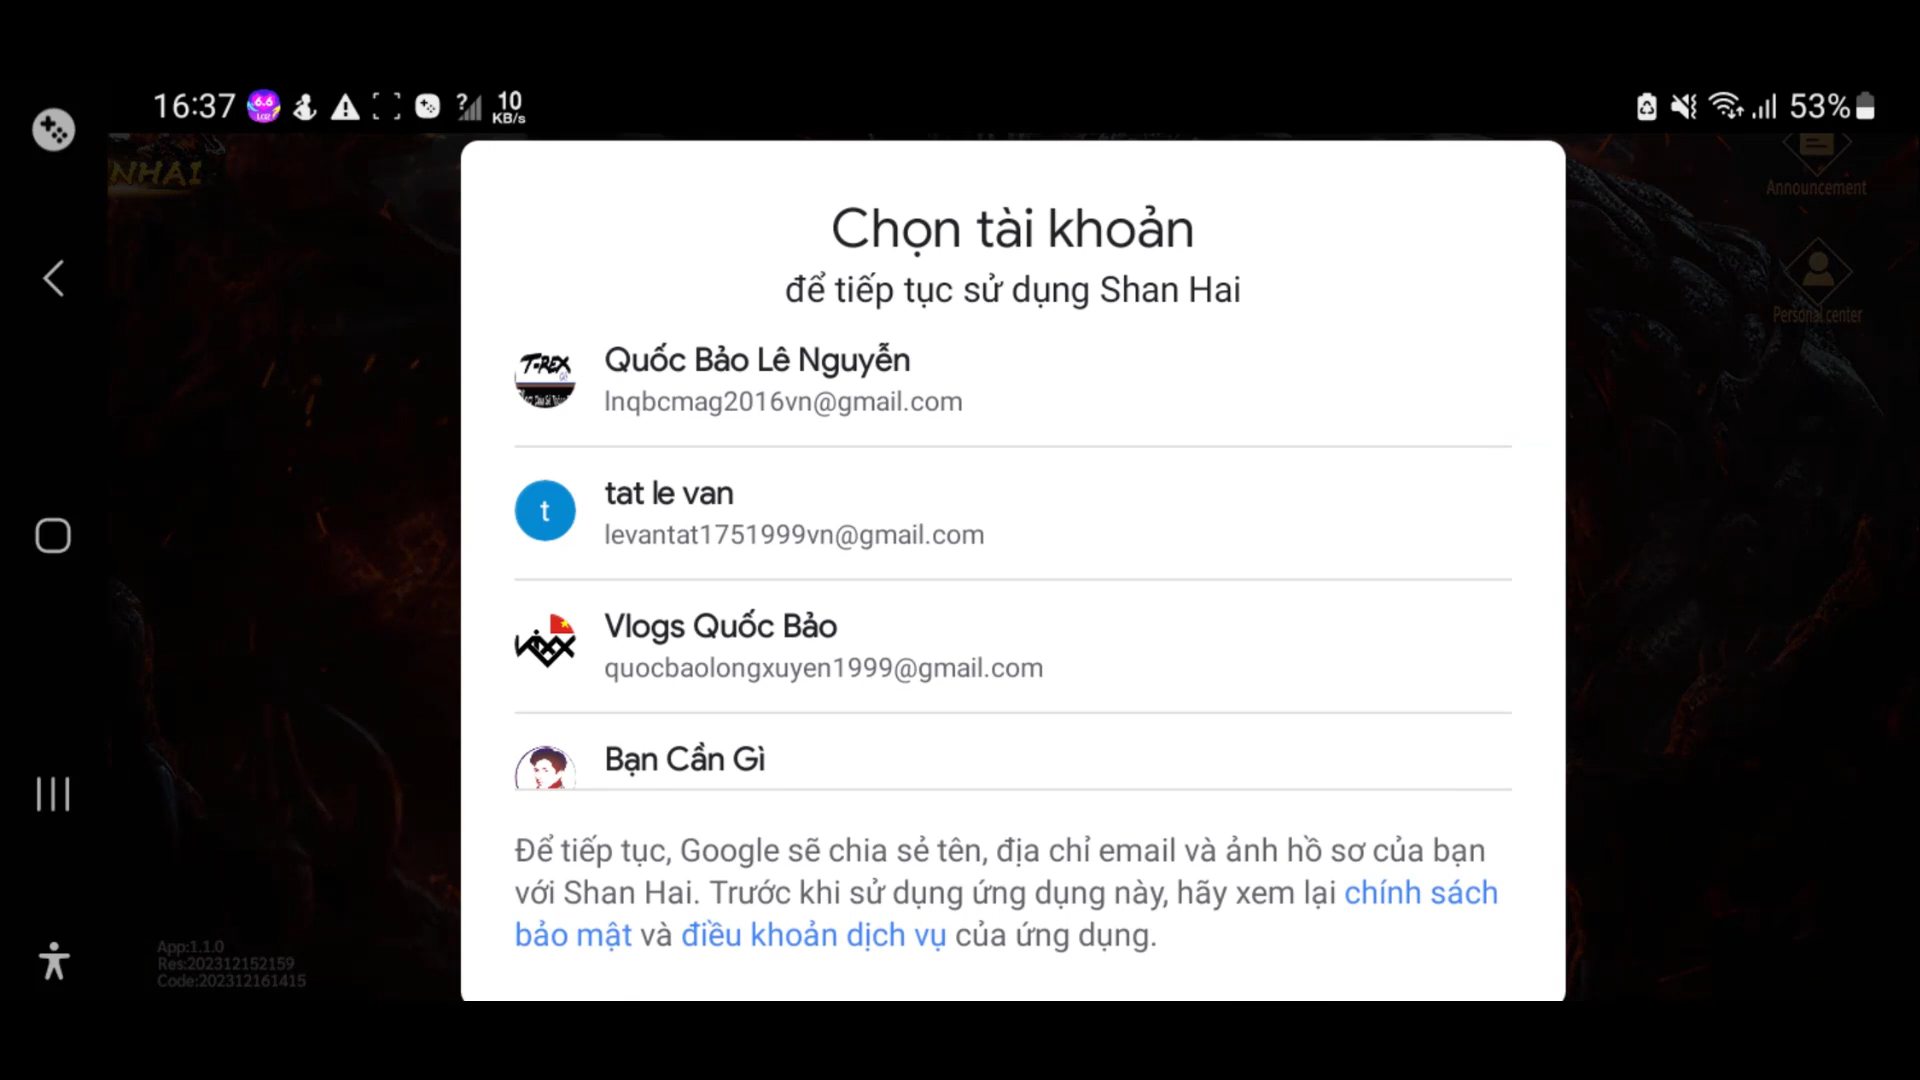 16:37
6.6
10
KB/s
53%
NHAI
Announcement
Personal center
Chọn tài khoản
để tiếp tục sử dụng Shan Hai
T-REX
Quốc Bảo Lê Nguyễn
lnqbcmag2016vn@gmail.com
t
tat le van
levantat1751999vn@gmail.com
Vlogs Quốc Bảo
quocbaolongxuyen1999@gmail.com
Bạn Cần Gì
Để tiếp tục, Google sẽ chia sẻ tên, địa chỉ email và ảnh hồ sơ của bạn
với Shan Hai. Trước khi sử dụng ứng dụng này, hãy xem lại chính sách
bảo mật và điều khoản dịch vụ của ứng dụng.
App:1.1.0
Res:202312152159
Code:202312161415